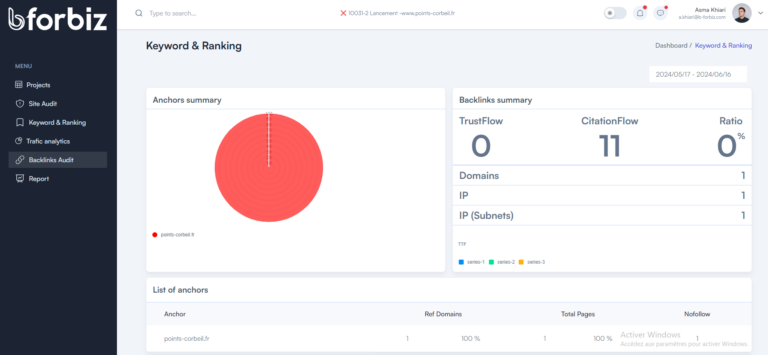 bforbiz
Type to search...
10031-2 Lancement -www.points-corbeil.fr
Asma Khiari
a.khiari@b-forbiz.com
MENU
Projects
Site Audit
Keyword & Ranking
Trafic analytics
Backlinks Audit
Report
Keyword & Ranking
Dashboard / Keyword & Ranking
2024/05/17 - 2024/06/16
Anchors summary
points-corbeil.fr
Backlinks summary
TrustFlow CitationFlow Ratio
0 11 0%
Domains 1
IP 1
IP (Subnets) 1
TTF
series-1 series-2 series-3
List of anchors
Anchor Ref Domains Total Pages Nofollow
points-corbeil.fr 1 100 % 1 100 % 1
Activer Windows
Accédez aux paramètres pour activer Windows.